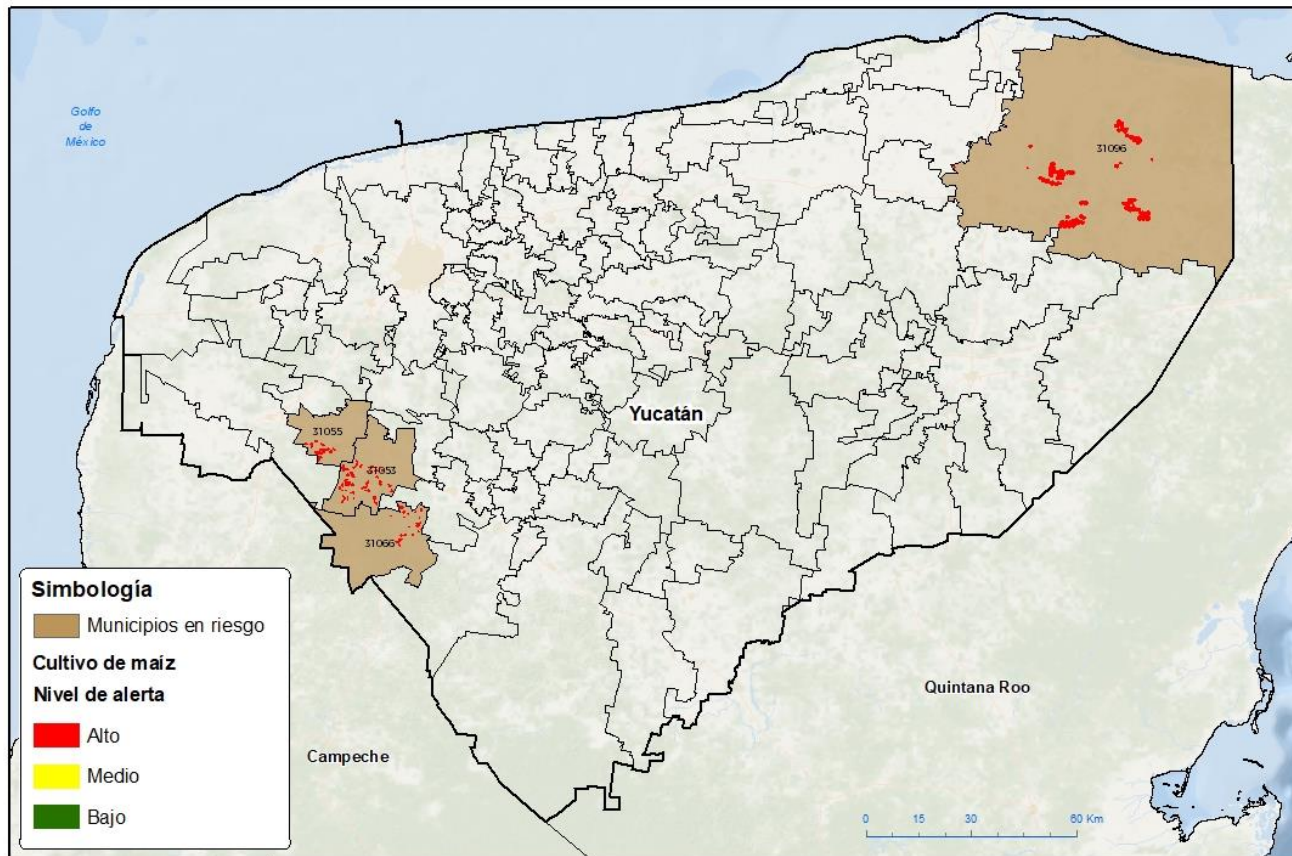 Golfo
de
México
31096
Yucatán
31055
31053
31066
Simbología
Municipios en riesgo
Cultivo de maíz
Nivel de alerta
Alto
Medio
Bajo
Campeche
Quintana Roo
0 15 30 60 Km